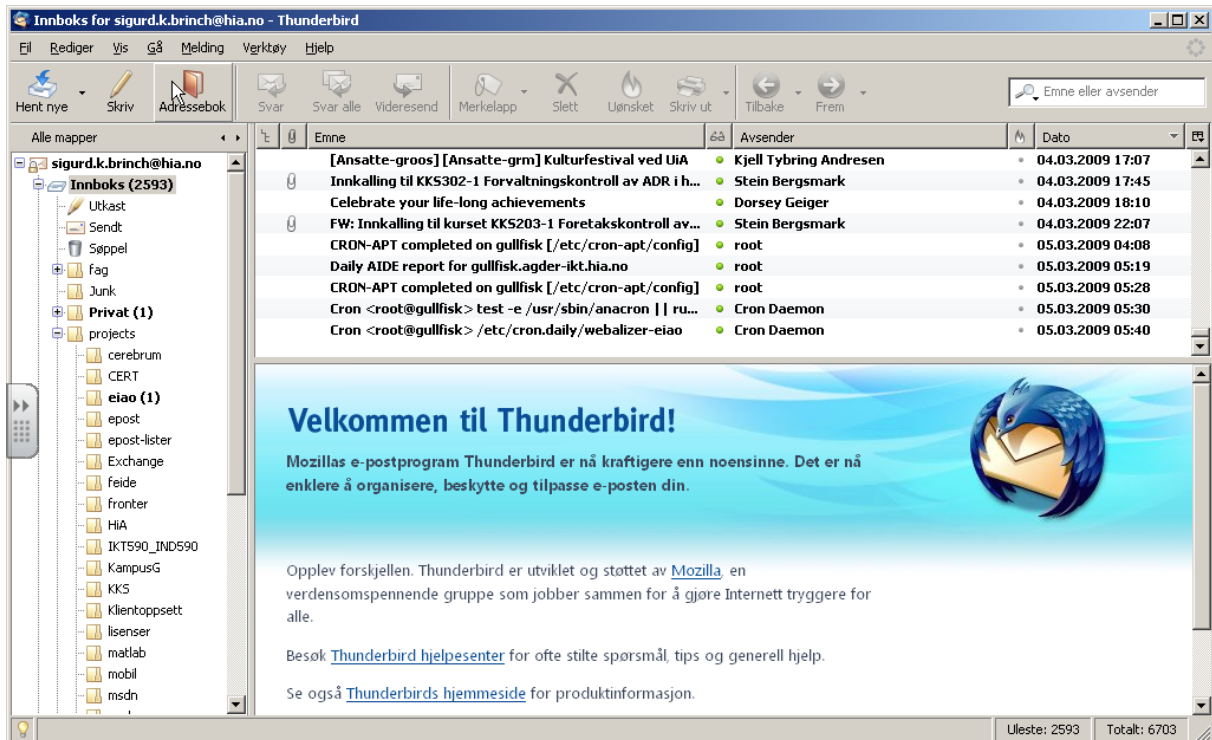 Innboks for sigurd.k.brinch@hia.no - Thunderbird
Fil Rediger Vis Gå Melding Verktøy Hjelp
Hent nye Skriv Adressebok Svar Svar alle Videresend Merkelapp Slett Uønsket Skriv ut Tilbake Frem Emne eller avsender
Alle mapper
sigurd.k.brinch@hia.no
Innboks (2593)
Utkast
Sendt
Søppel
fag
Junk
Privat (1)
projects
cerebrum
CERT
eiao (1)
epost
epost-lister
Exchange
feide
fronter
HiA
IKT590_IND590
KampusG
KKS
Klientoppsett
lisenser
matlab
mobil
msdn
Emne Avsender Dato
[Ansatte-groos] [Ansatte-grm] Kulturfestival ved UiA Kjell Tybring Andresen 04.03.2009 17:07
Innkalling til KKS302-1 Forvaltningskontroll av ADR i h... Stein Bergsmark 04.03.2009 17:45
Celebrate your life-long achievements Dorsey Geiger 04.03.2009 18:10
FW: Innkalling til kurset KKS203-1 Foretakskontroll av... Stein Bergsmark 04.03.2009 22:07
CRON-APT completed on gullfisk [/etc/cron-apt/config] root 05.03.2009 04:08
Daily AIDE report for gullfisk.agder-ikt.hia.no root 05.03.2009 05:19
CRON-APT completed on gullfisk [/etc/cron-apt/config] root 05.03.2009 05:28
Cron <root@gullfisk> test -e /usr/sbin/anacron || ru... Cron Daemon 05.03.2009 05:30
Cron <root@gullfisk> /etc/cron.daily/webalizer-eiao Cron Daemon 05.03.2009 05:40
Velkommen til Thunderbird!
Mozillas e-postprogram Thunderbird er nå kraftigere enn noensinne. Det er nå
enklere å organisere, beskytte og tilpasse e-posten din.
Opplev forskjellen. Thunderbird er utviklet og støttet av Mozilla, en
verdensomspennende gruppe som jobber sammen for å gjøre Internett tryggere for
alle.
Besøk Thunderbird hjelpesenter for ofte stilte spørsmål, tips og generell hjelp.
Se også Thunderbirds hjemmeside for produktinformasjon.
Uleste: 2593 Totalt: 6703